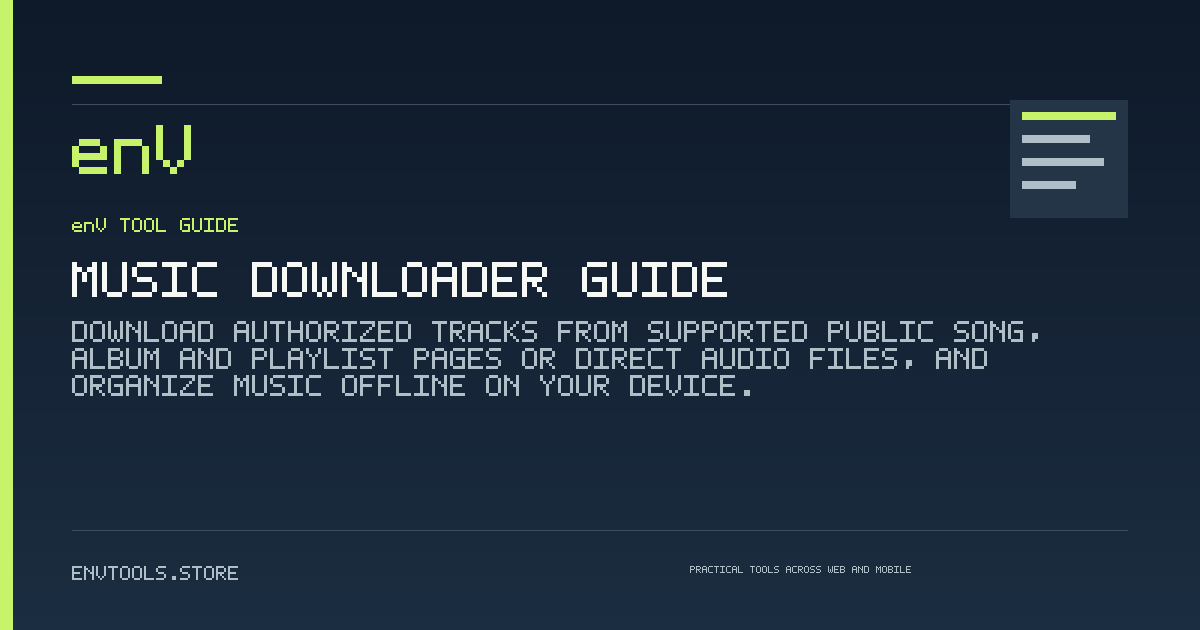 enV
enV TOOL GUIDE
MUSIC DOWNLOADER GUIDE
DOWNLOAD AUTHORIZED TRACKS FROM SUPPORTED PUBLIC SONG,
ALBUM AND PLAYLIST PAGES OR DIRECT AUDIO FILES, AND
ORGANIZE MUSIC OFFLINE ON YOUR DEVICE.
ENVTOOLS.STORE
PRACTICAL TOOLS ACROSS WEB AND MOBILE